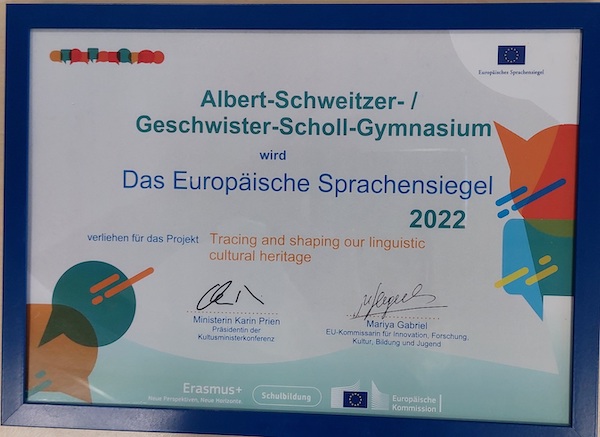 Europäisches Sprachensiegel
Albert-Schweitzer- /
Geschwister-Scholl-Gymnasium
wird
Das Europäische Sprachensiegel
2022
verliehen für das Projekt Tracing and shaping our linguistic
cultural heritage
Ministerin Karin Prien
Präsidentin der
Kultusministerkonferenz
Mariya Gabriel
EU-Kommissarin für Innovation, Forschung,
Kultur, Bildung und Jugend
Erasmus+
Neue Perspektiven, Neue Horizonte.
Schulbildung
Europäische
Kommission